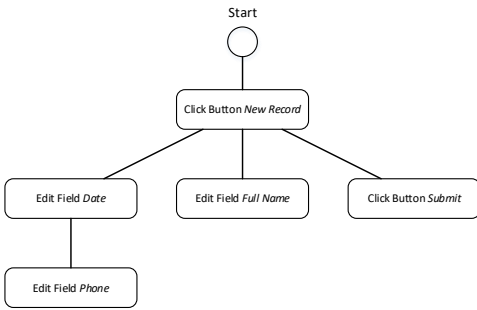 Start
Click Button New Record
Edit Field Date
Edit Field Full Name
Click Button Submit
Edit Field Phone